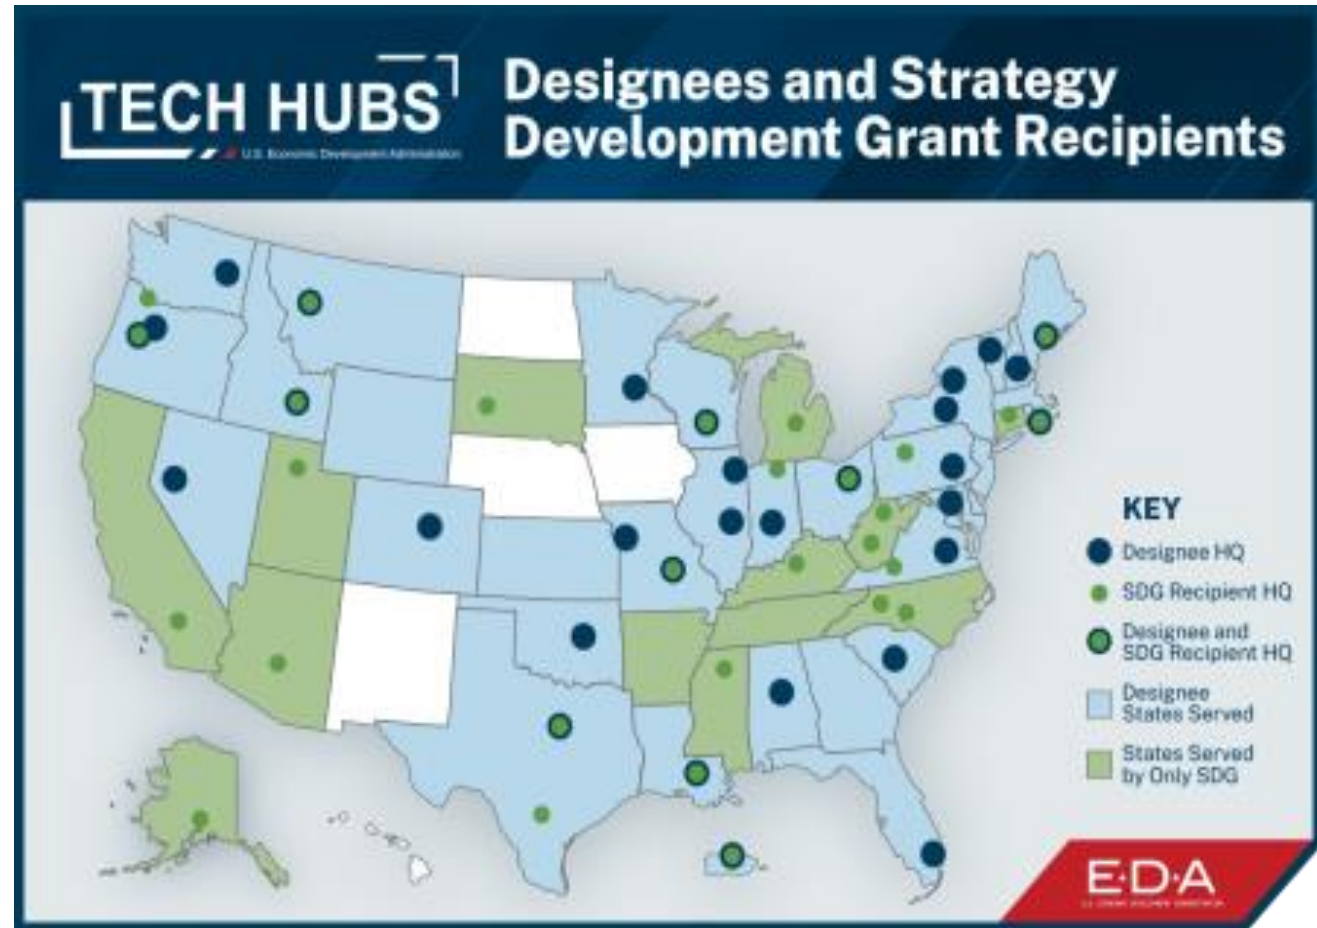 TECH HUBS
U.S. Economic Development Administration
Designees and Strategy
Development Grant Recipients
KEY
Designee HQ
SDG Recipient HQ
Designee and
SDG Recipient HQ
Designee
States Served
States Served
by Only SDG
E·D·A